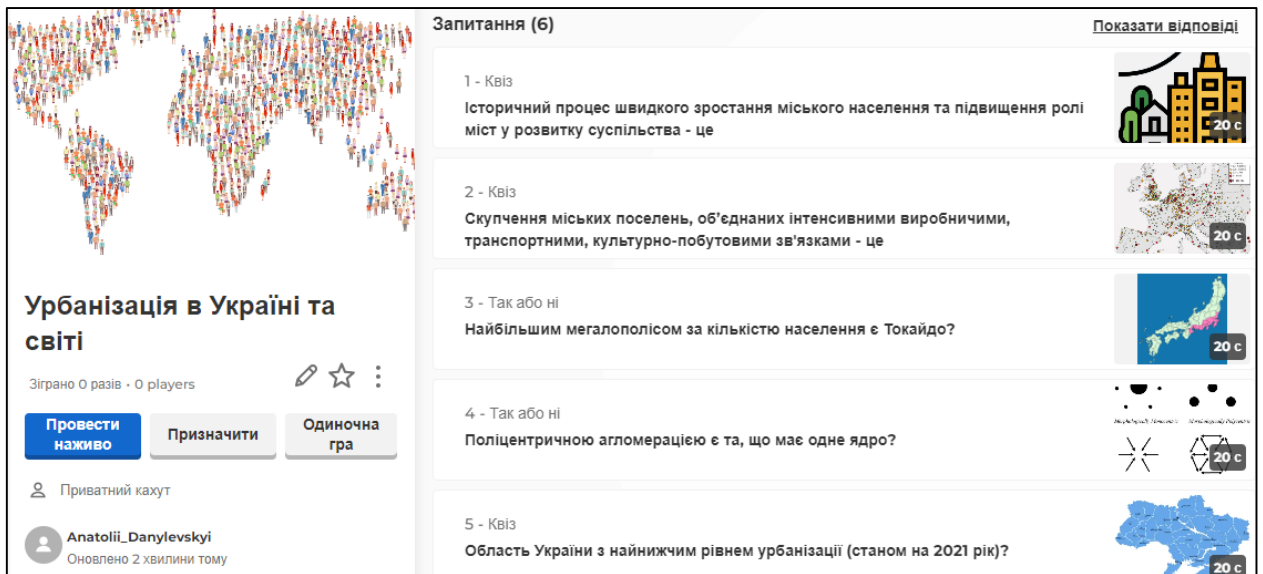 Урбанізація в Україні та
світі
Зіграно 0 разів • 0 players
Провести
наживо
Призначити
Одиночна
гра
Приватний кахут
Anatolii_Danylevskyi
Оновлено 2 хвилини тому
Запитання (6)
Показати відповіді
1 - Квіз
Історичний процес швидкого зростання міського населення та підвищення ролі
міст у розвитку суспільства - це
20 с
2 - Квіз
Скупчення міських поселень, об’єднаних інтенсивними виробничими,
транспортними, культурно-побутовими зв'язками - це
20 с
3 - Так або ні
Найбільшим мегалополісом за кількістю населення є Токайдо?
20 с
4 - Так або ні
Поліцентричною агломерацією є та, що має одне ядро?
20 с
5 - Квіз
Область України з найнижчим рівнем урбанізації (станом на 2021 рік)?
20 с